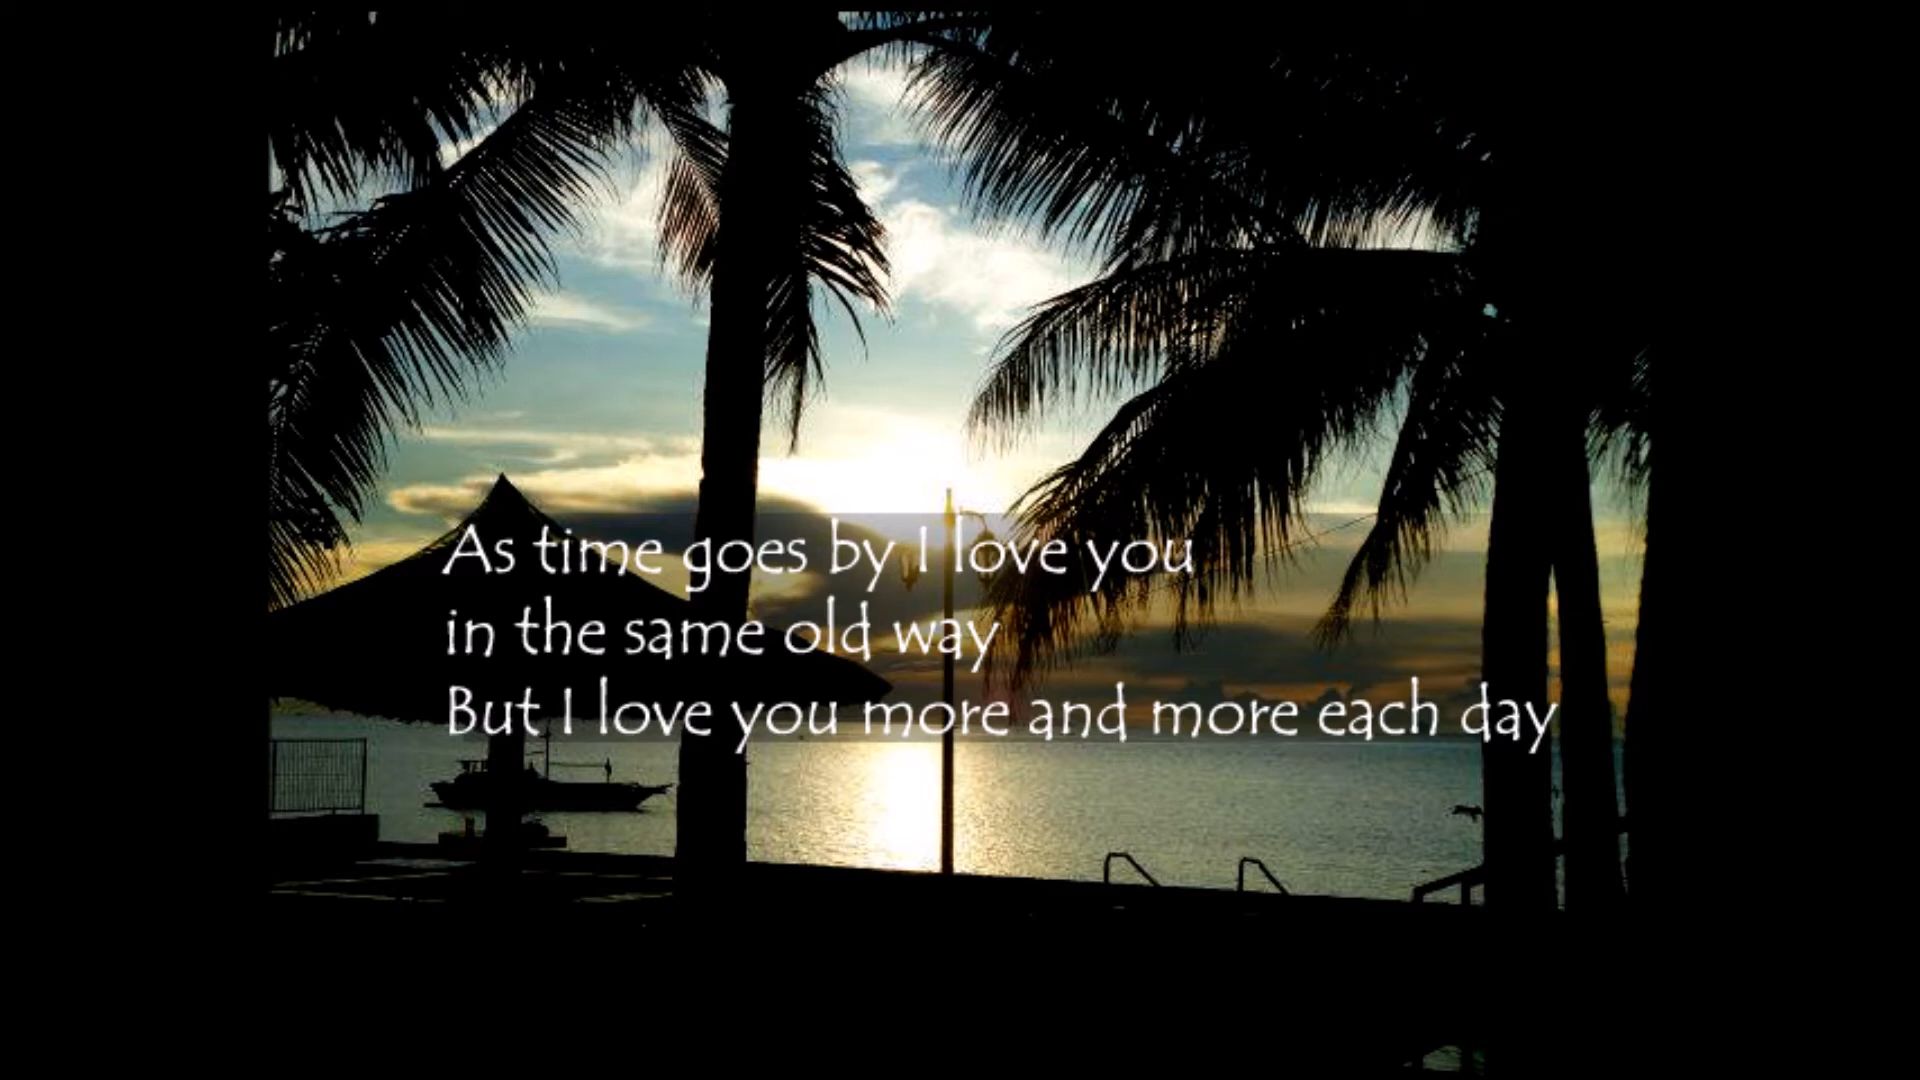 As time goes by I love you
in the same old way
But I love you more and more each day